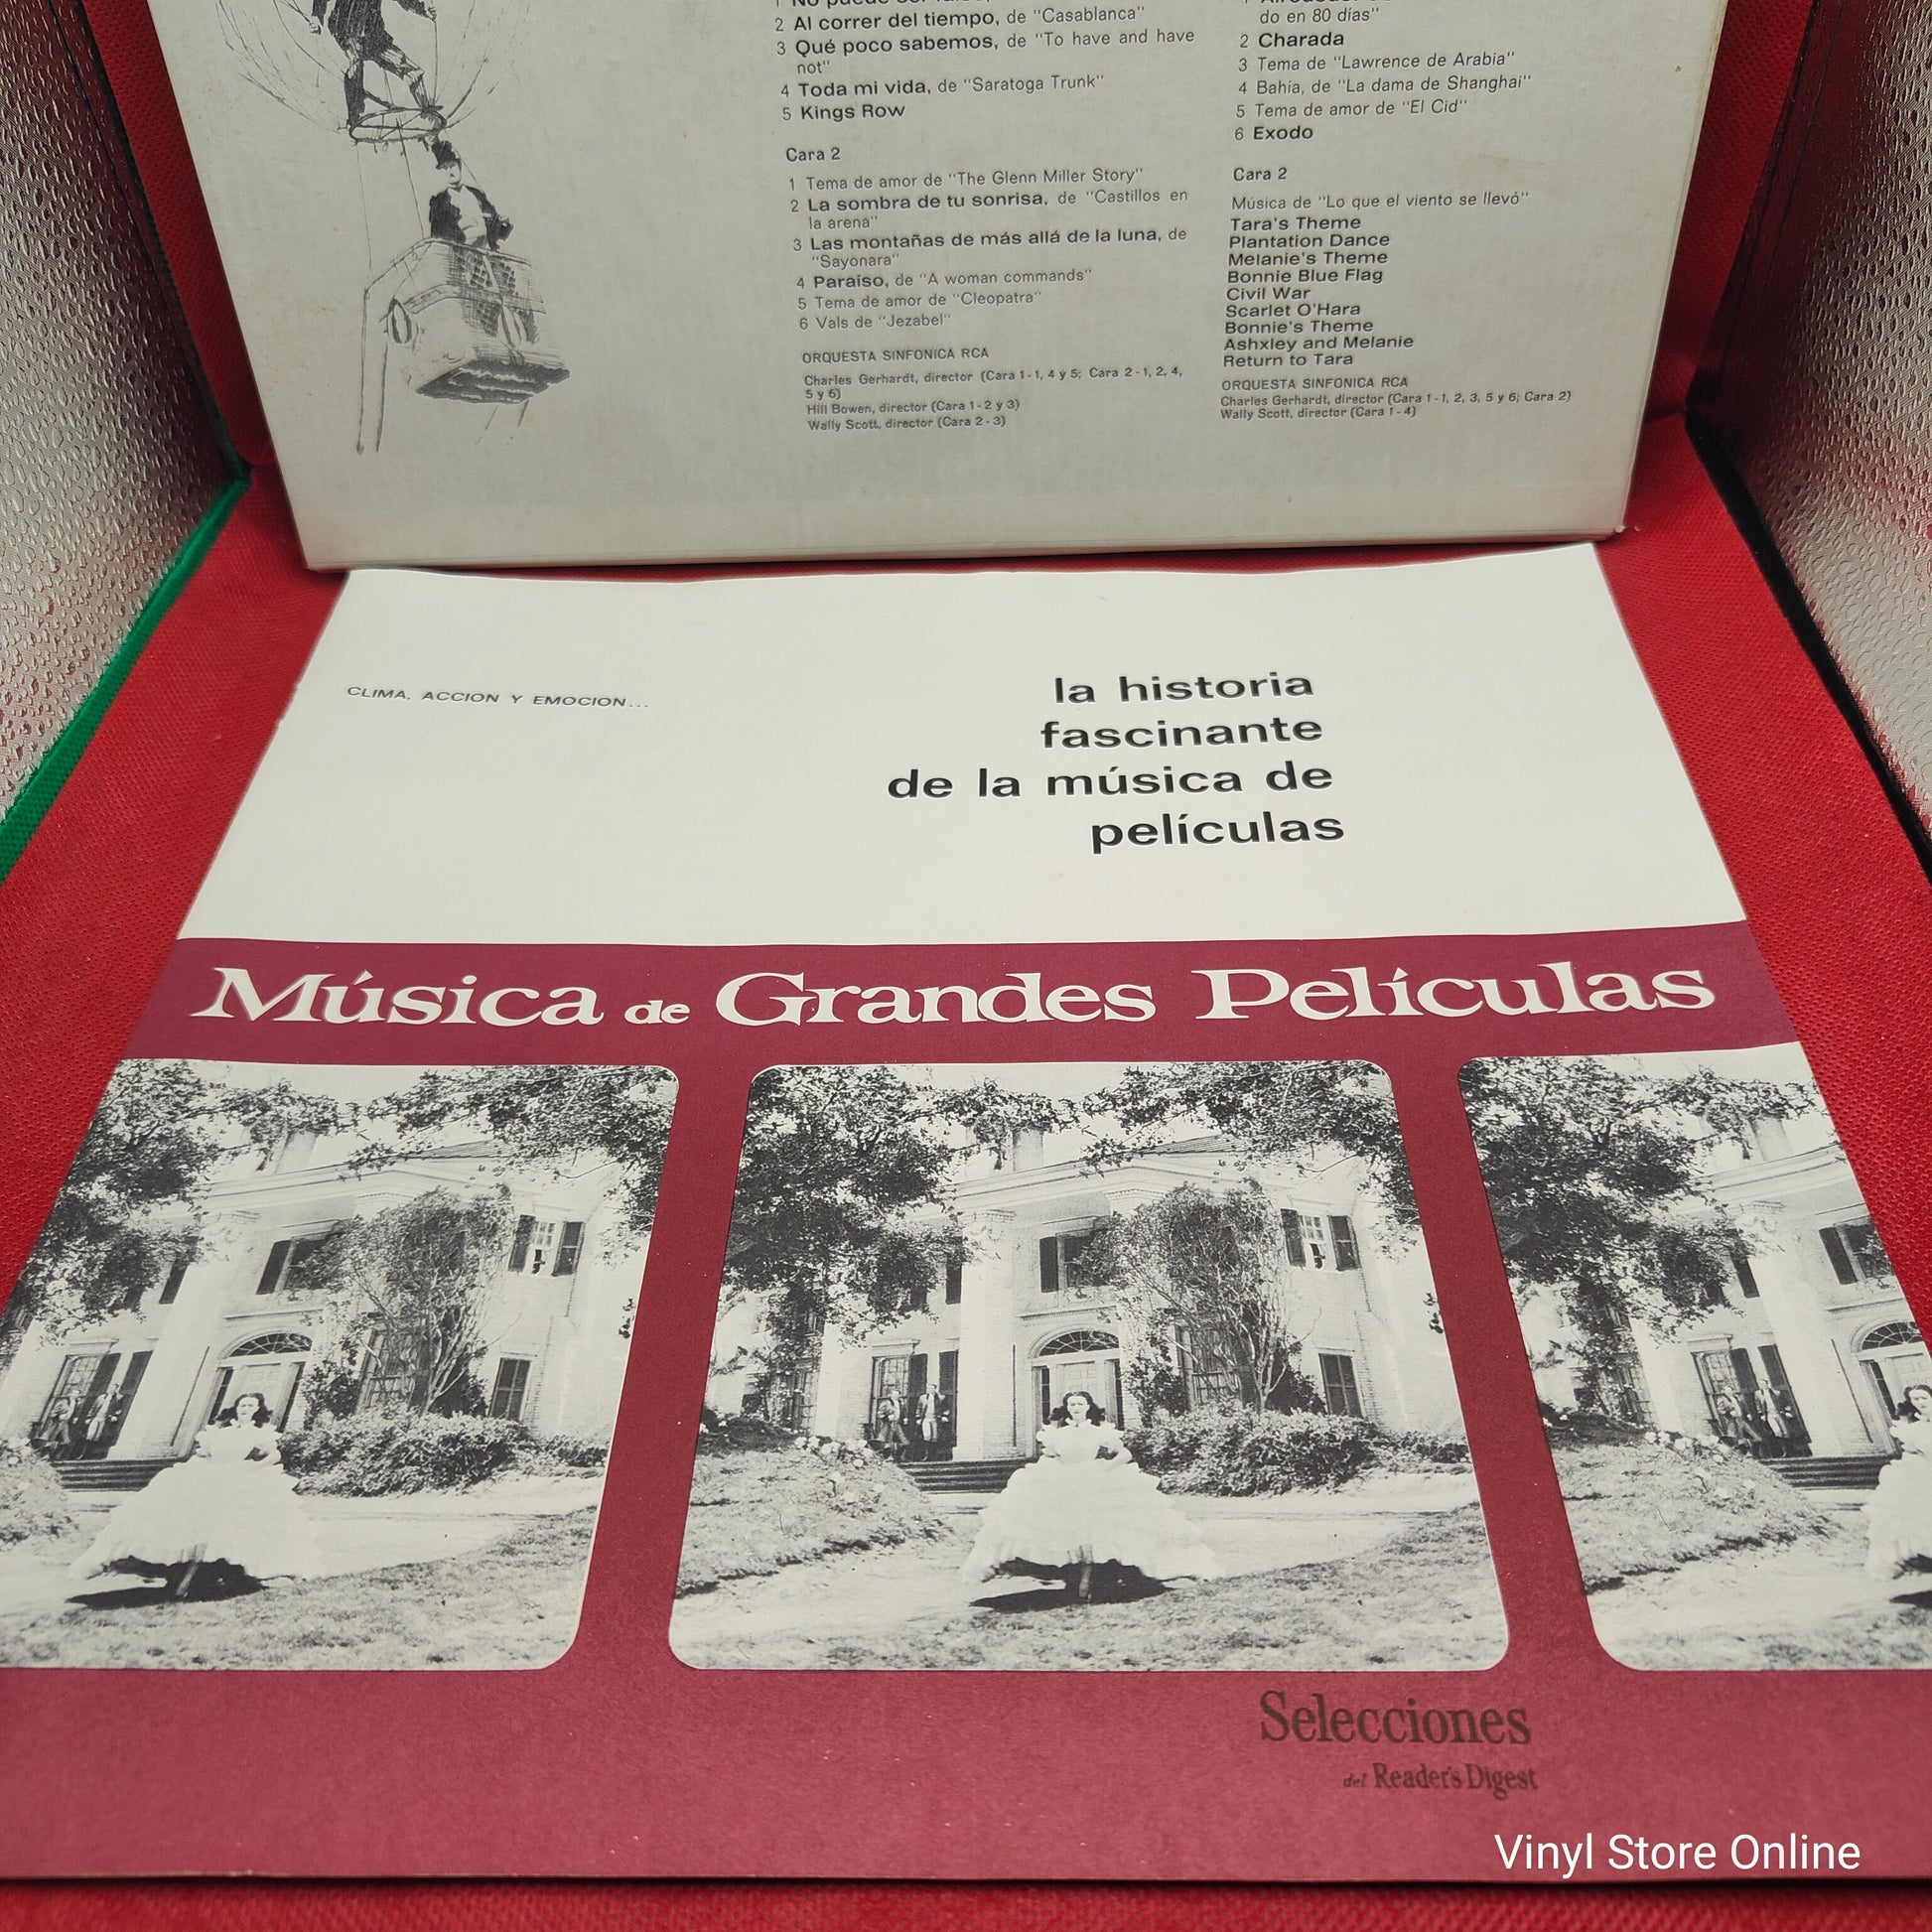 2 Al correr del tiempo, de "Casablanca"
3 Qué poco sabemos, de "To have and have
not"
4 Toda mi vida, de "Saratoga Trunk"
5 Kings Row
Cara 2
1 Tema de amor de "The Glenn Miller Story"
2 La sombra de tu sonrisa, de "Castillos en
la arena"
3 Las montañas de más allá de la luna, de
"Sayonara"
4 Paraíso, de "A woman commands"
5 Tema de amor de "Cleopatra"
6 Vals de "Jezabel"
ORQUESTA SINFONICA RCA
Charles Gerhardt, director (Cara 1-1, 4 y 5; Cara 2-1, 2, 4,
5 y 6)
Hill Bowen, director (Cara 1-2 y 3)
Wally Scott, director (Cara 2-3)
do en 80 días"
2 Charada
3 Tema de "Lawrence de Arabia"
4 Bahía, de "La dama de Shanghai"
5 Tema de amor de "El Cid"
6 Exodo
Cara 2
Música de "Lo que el viento se llevó"
Tara's Theme
Plantation Dance
Melanie's Theme
Bonnie Blue Flag
Civil War
Scarlet O'Hara
Bonnie's Theme
Ashxley and Melanie
Return to Tara
ORQUESTA SINFONICA RCA
Charles Gerhardt, director (Cara 1-1, 2, 3, 5 y 6; Cara 2)
Wally Scott, director (Cara 1-4)
CLIMA, ACCION Y EMOCION...
la historia
fascinante
de la música de
películas
Música de Grandes Películas
Selecciones
del Reader's Digest
Vinyl Store Online